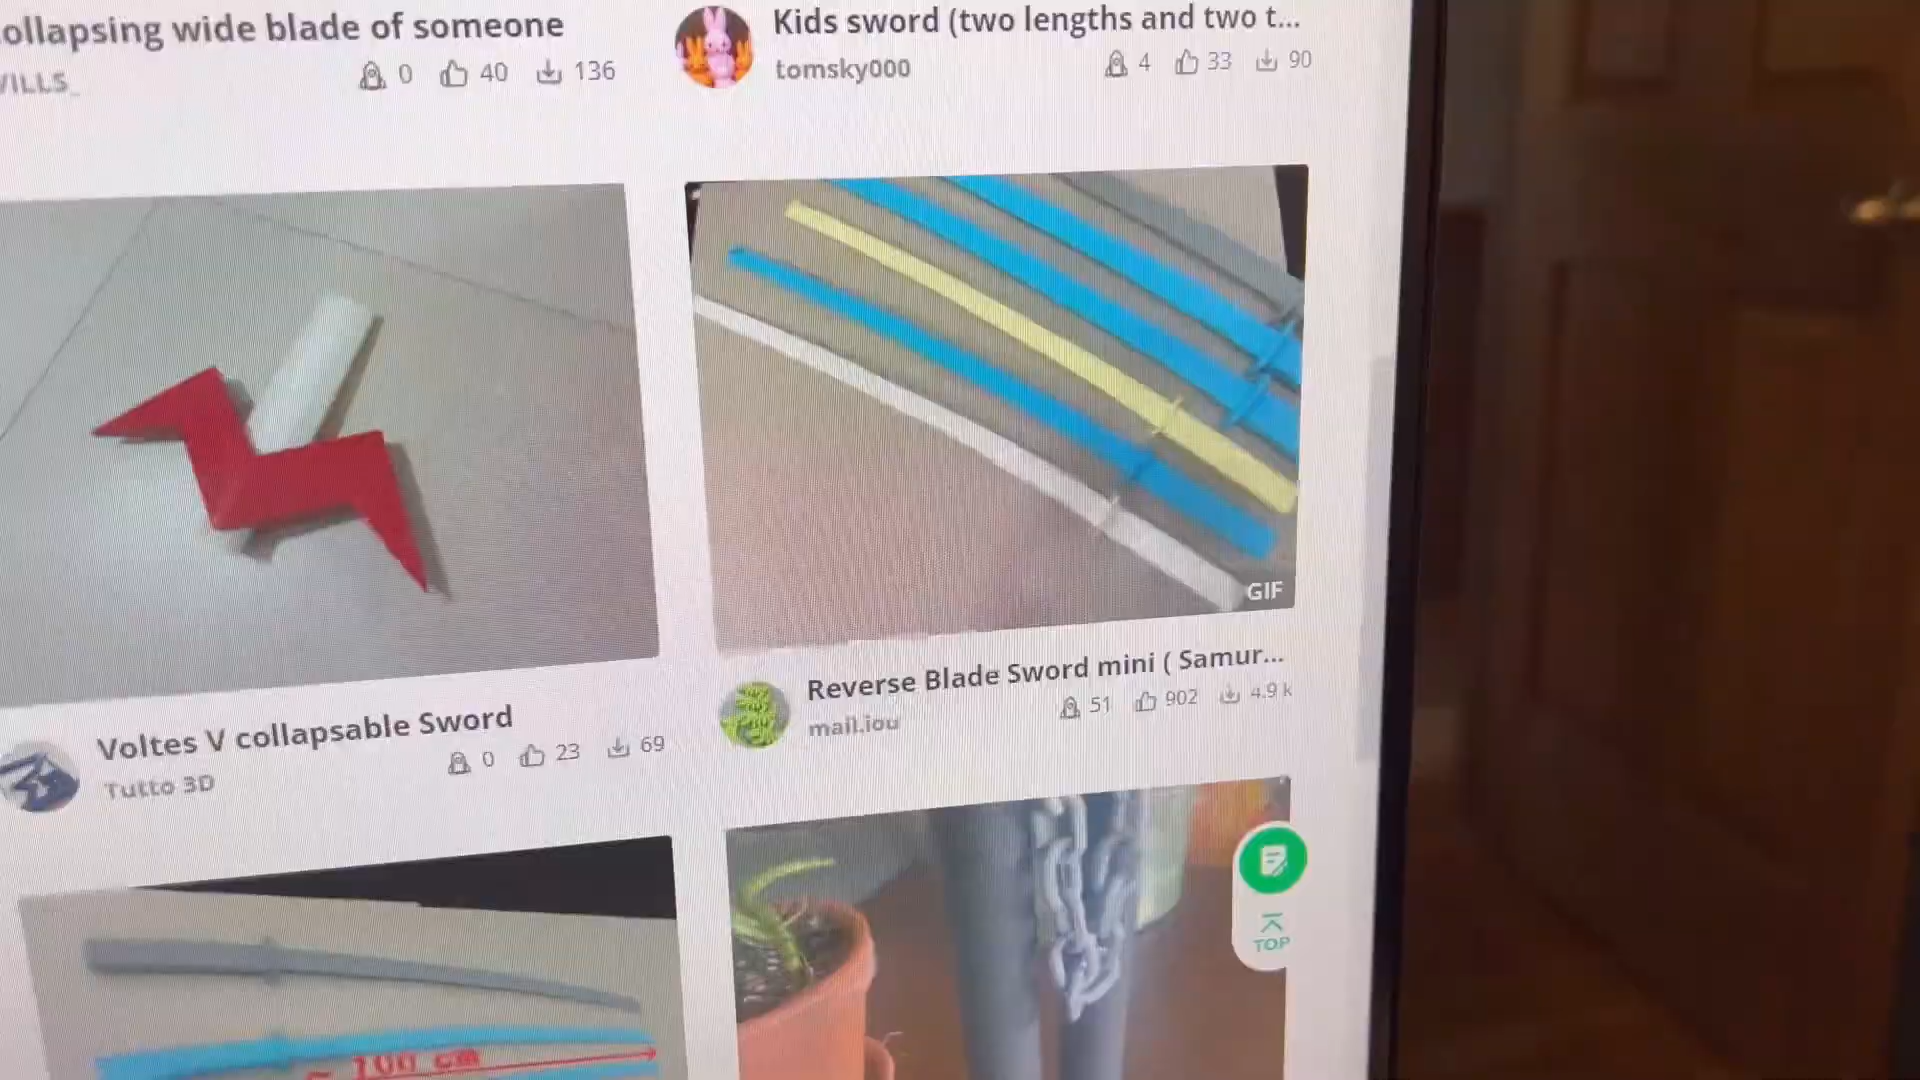 ollapsing wide blade of someone
VILLS_
0 40 136
Kids sword (two lengths and two t...
tomsky000
4 33 90
GIF
Voltes V collapsable Sword
Tutto 3D
0 23 69
Reverse Blade Sword mini ( Samur...
mail.iou
51 902 4.9 k
TOP
~ 100 cm